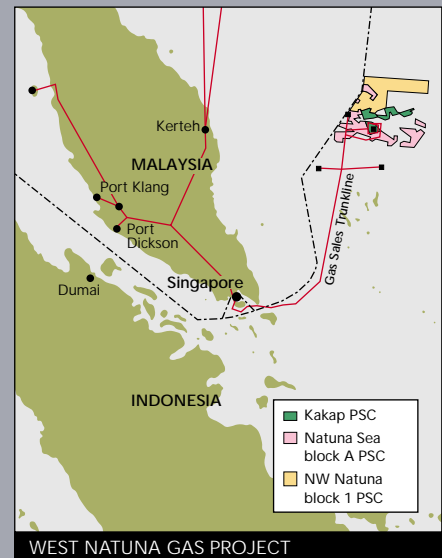 Kerteh
MALAYSIA
Port Klang
Port
Dickson
Singapore
Dumai
Gas Sales Trunkline
INDONESIA
Kakap PSC
Natuna Sea
block A PSC
NW Natuna
block 1 PSC
WEST NATUNA GAS PROJECT